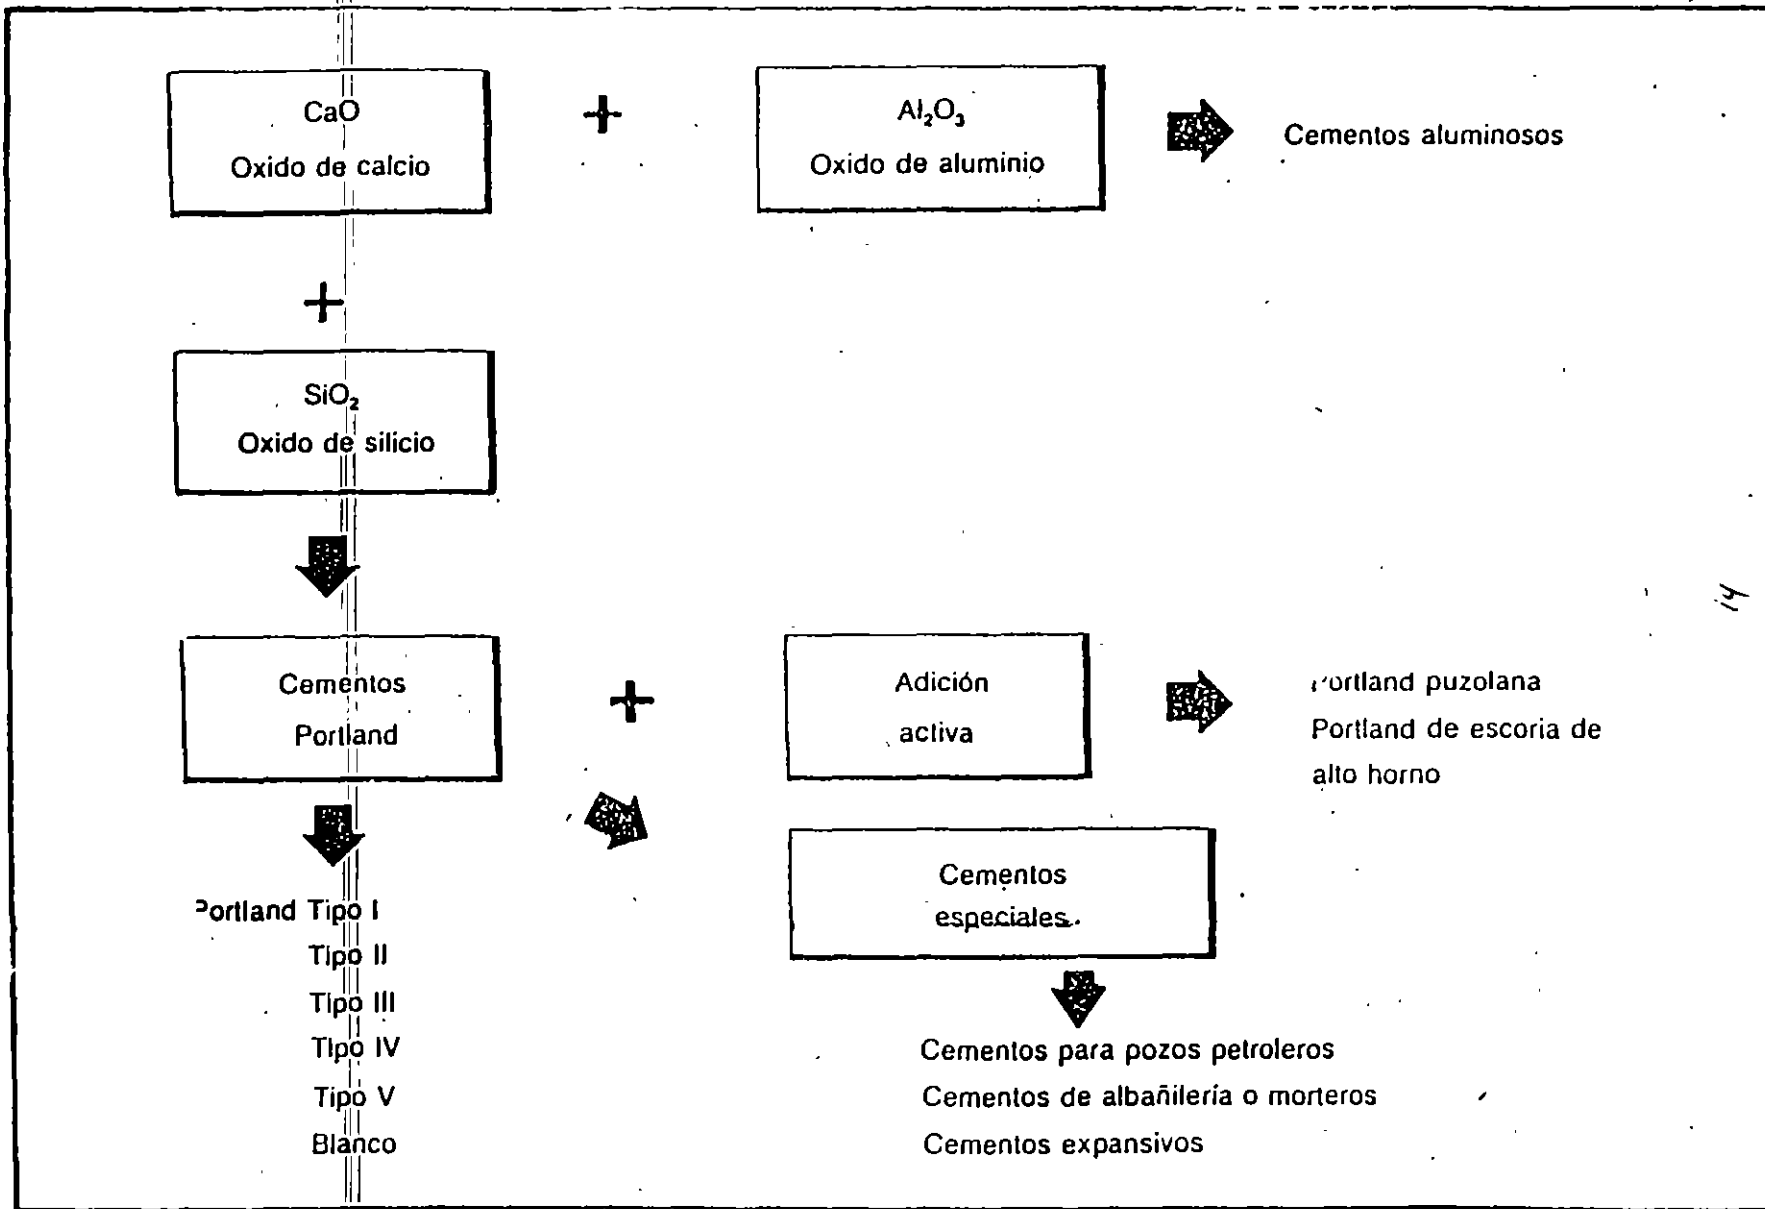 CaO
Oxido de calcio
+
Al₂O₃
Oxido de aluminio
Cementos aluminosos
+
SiO₂
Oxido de silicio
Cementos
Portland
+
Adición
activa
Portland puzolana
Portland de escoria de
alto horno
Cementos
especiales
Portland Tipo I
Tipo II
Tipo III
Tipo IV
Tipo V
Blanco
Cementos para pozos petroleros
Cementos de albañilería o morteros
Cementos expansivos
14